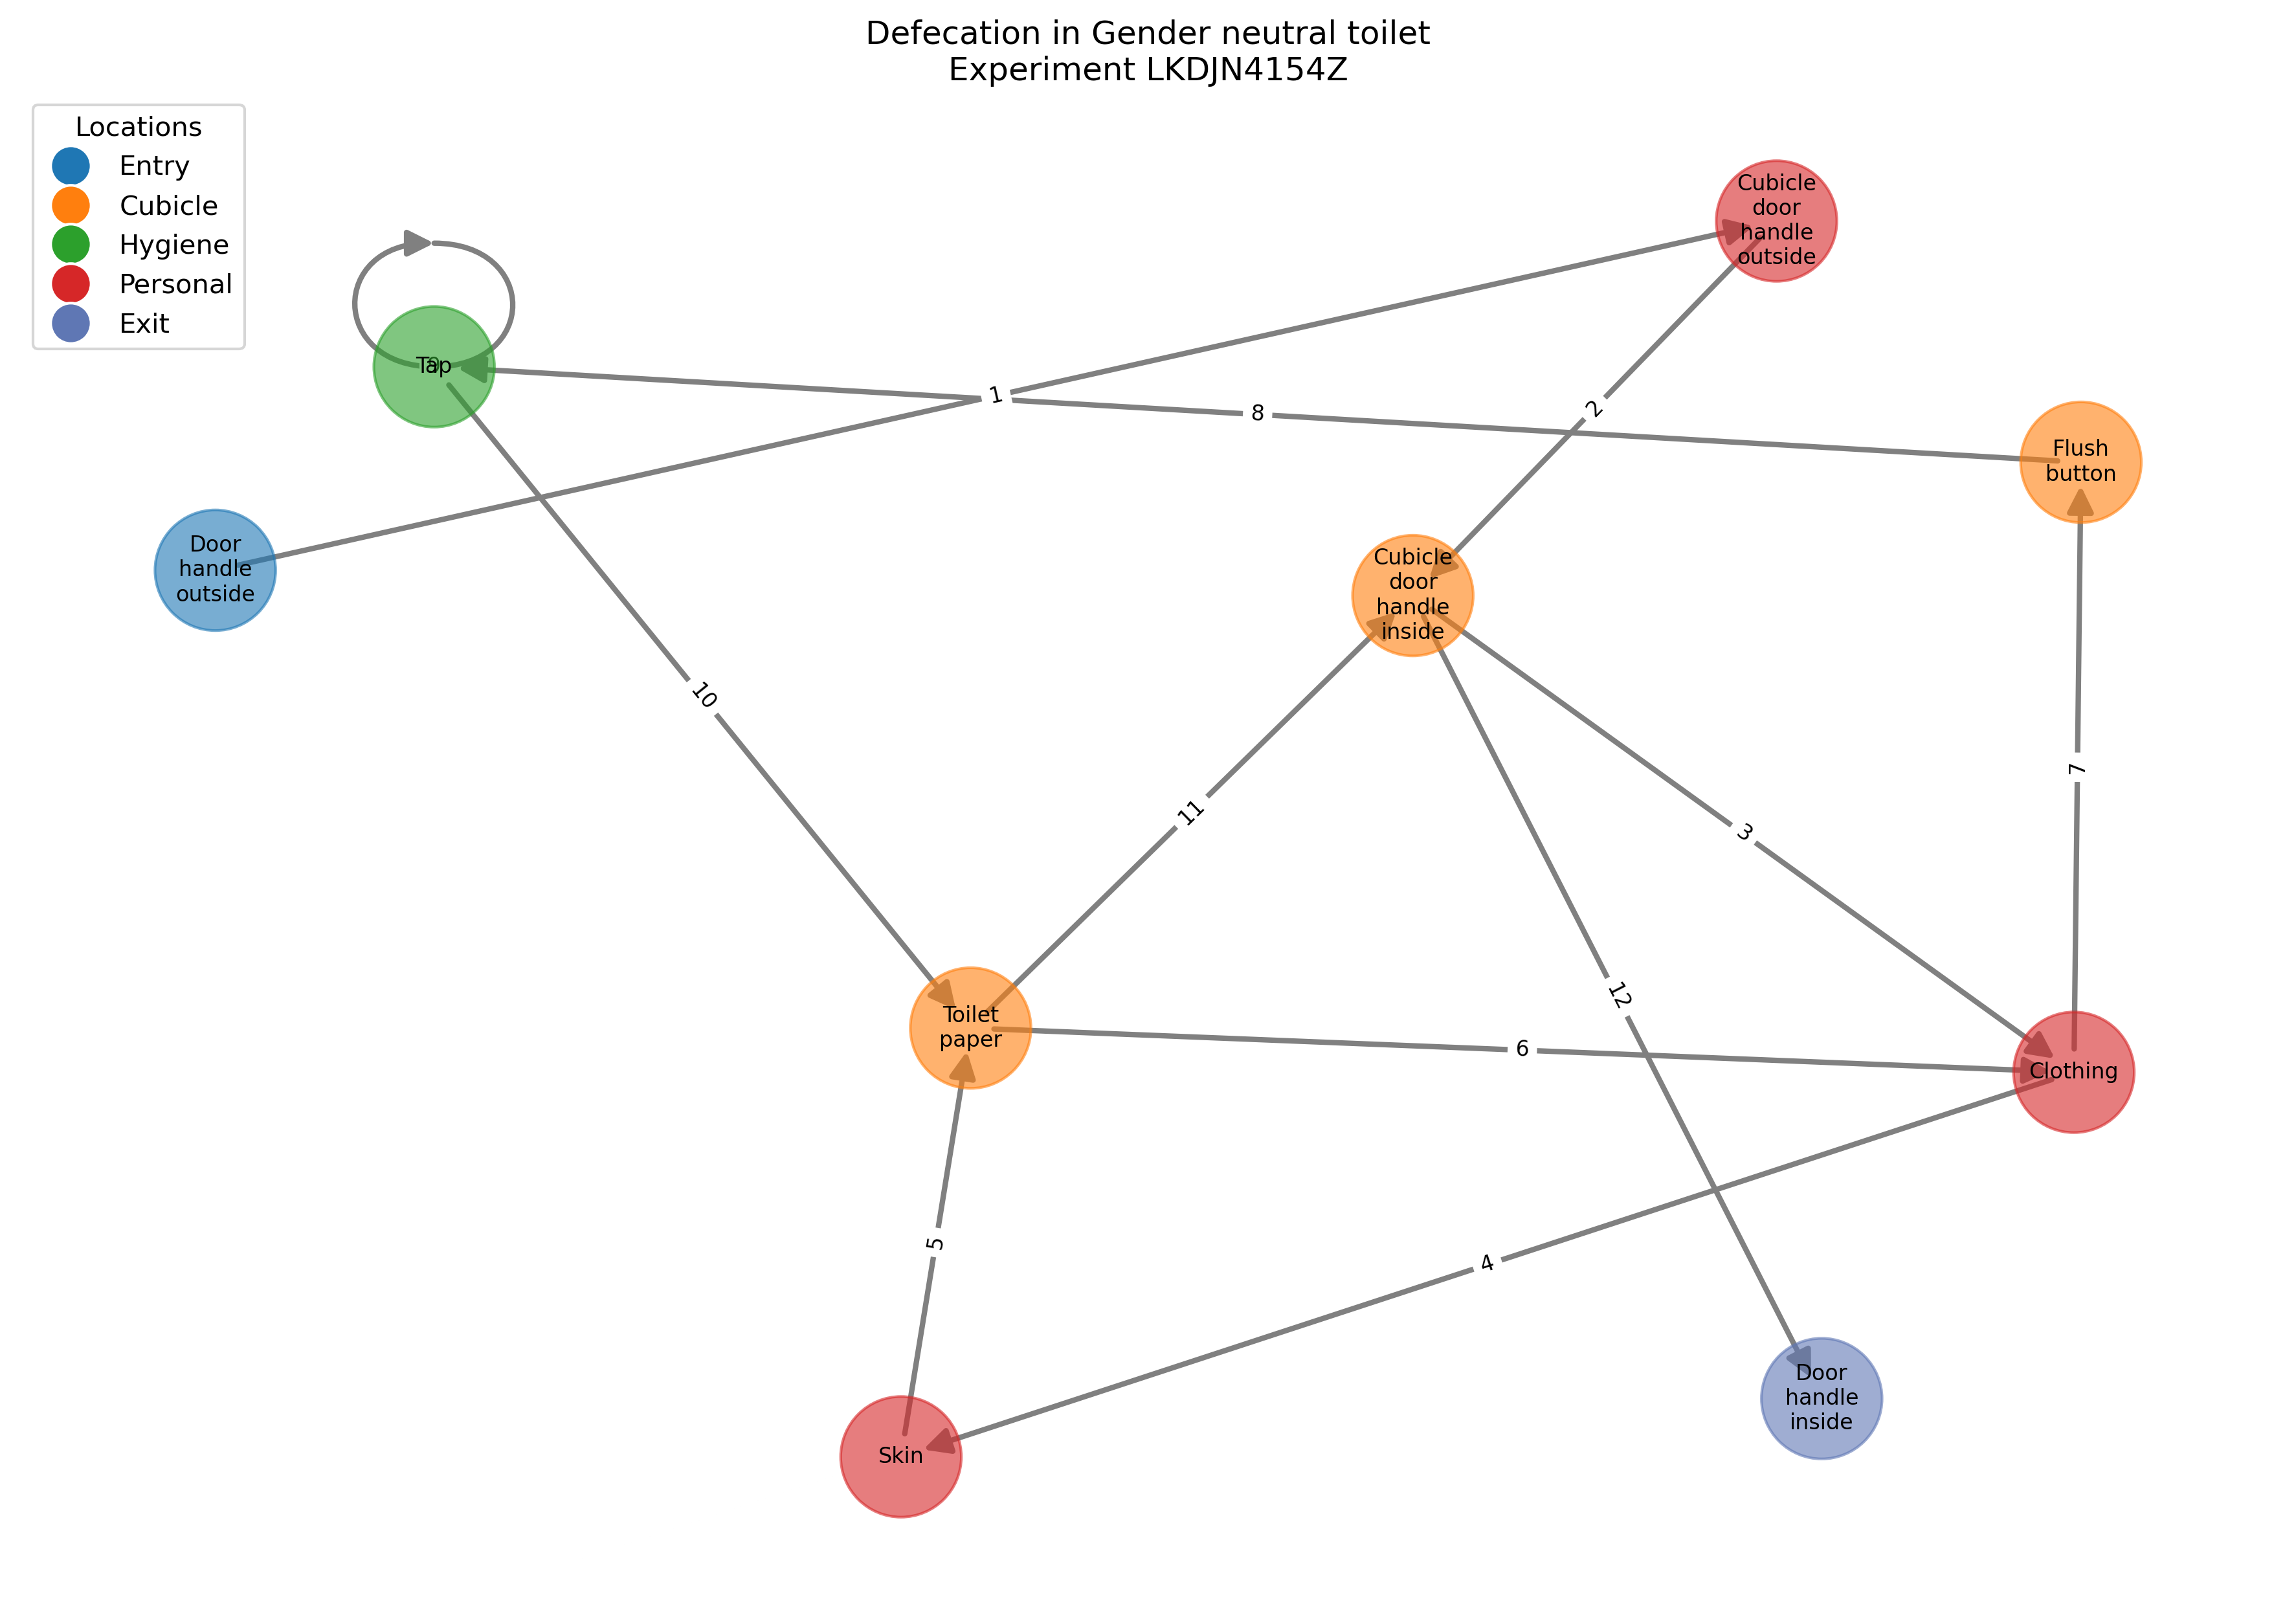 Defecation in Gender neutral toilet
Experiment LKDJN4154Z
Locations
Entry
Cubicle
Hygiene
Personal
Exit
Cubicle
door
handle
outside
Tap
9
1
8
2
Flush
button
Door
handle
outside
Cubicle
door
handle
inside
10
11
3
7
12
Toilet
paper
6
Clothing
5
4
Door
handle
inside
Skin